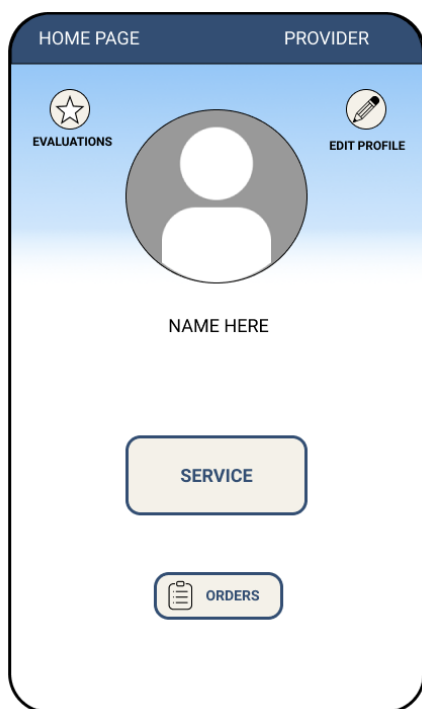 HOME PAGE PROVIDER
EVALUATIONS
EDIT PROFILE
NAME HERE
SERVICE
ORDERS